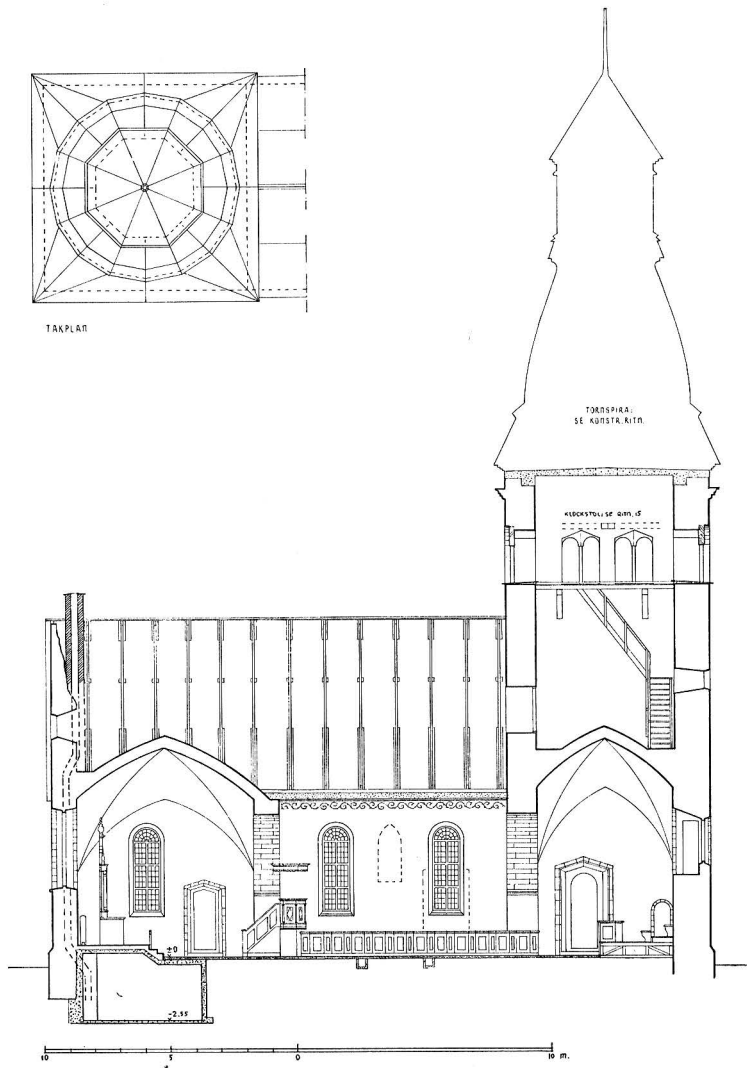 TAKPLAN
TORNSPIRA:
SE KONSTR. RITN.
KLOCKSTOL: SE RITN. 15
±0
-2.55
10 5 0 10 m.